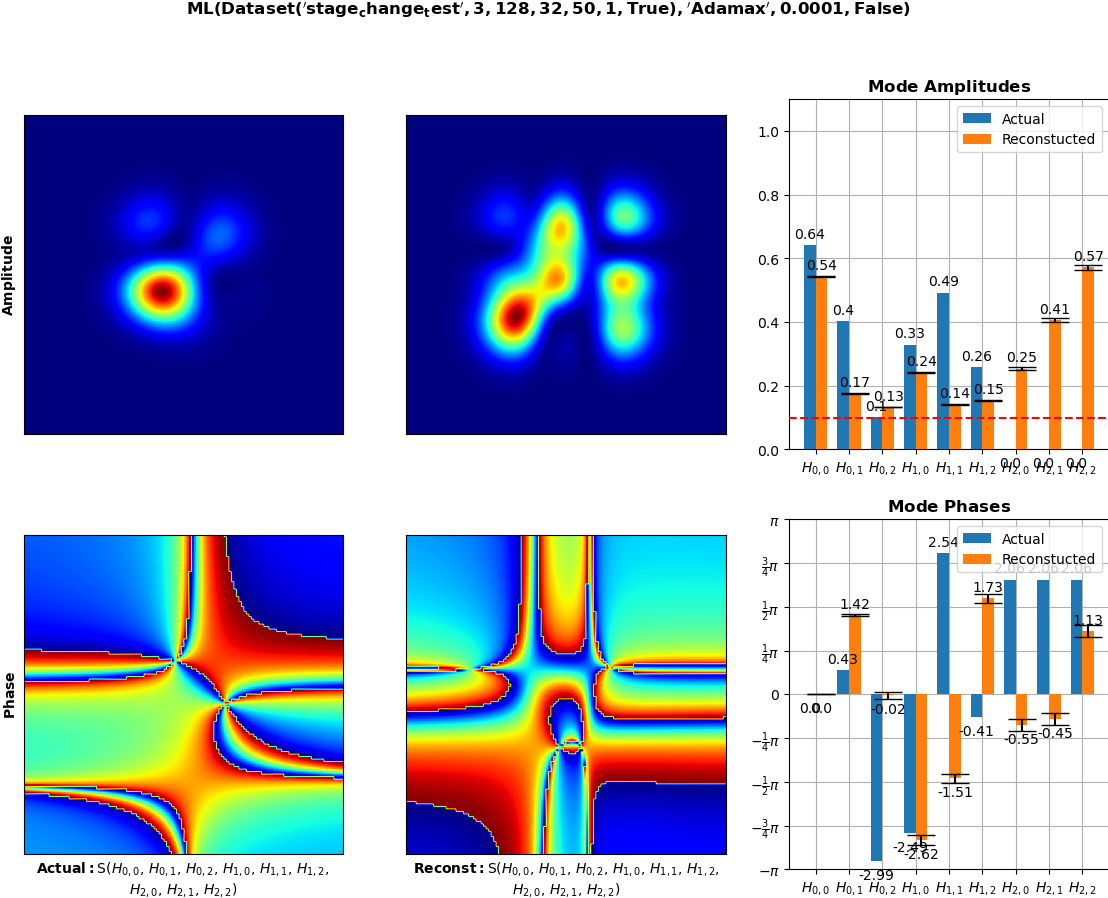 ML(Dataset('stage_change_test', 3, 128, 32, 50, 1, True), 'Adamax', 0.0001, False)
Amplitude
Mode Amplitudes
Actual
Reconstucted
1.0
0.8
0.6
0.4
0.2
0.0
0.64
0.54
0.4
0.17
0.1
0.13
0.33
0.24
0.49
0.14
0.26
0.15
0.0
0.25
0.0
0.41
0.0
0.57
H0,0 H0,1 H0,2 H1,0 H1,1 H1,2 H2,0 H2,1 H2,2
Phase
Mode Phases
Actual
Reconstucted
π
3/4π
1/2π
1/4π
0
−1/4π
−1/2π
−3/4π
−π
0.0
0.0
0.43
1.42
-2.99
-0.02
-2.49
-2.62
2.54
-1.51
-0.41
1.73
2.06
-0.55
2.06
-0.45
2.06
1.13
H0,0 H0,1 H0,2 H1,0 H1,1 H1,2 H2,0 H2,1 H2,2
Actual: S(H0,0, H0,1, H0,2, H1,0, H1,1, H1,2,
H2,0, H2,1, H2,2)
Reconst: S(H0,0, H0,1, H0,2, H1,0, H1,1, H1,2,
H2,0, H2,1, H2,2)